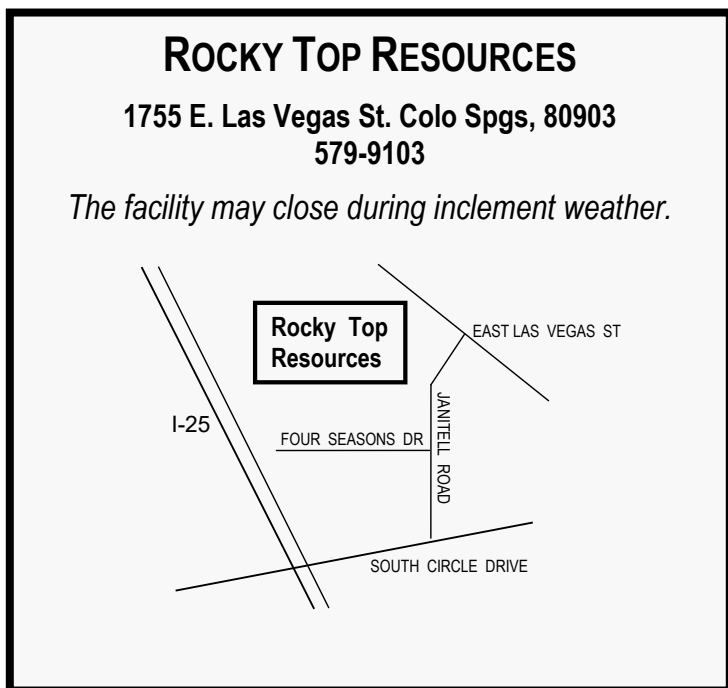 ROCKY TOP RESOURCES
1755 E. Las Vegas St. Colo Spgs, 80903
579-9103
The facility may close during inclement weather.
Rocky Top
Resources
EAST LAS VEGAS ST
I-25
FOUR SEASONS DR
JANITELL ROAD
SOUTH CIRCLE DRIVE